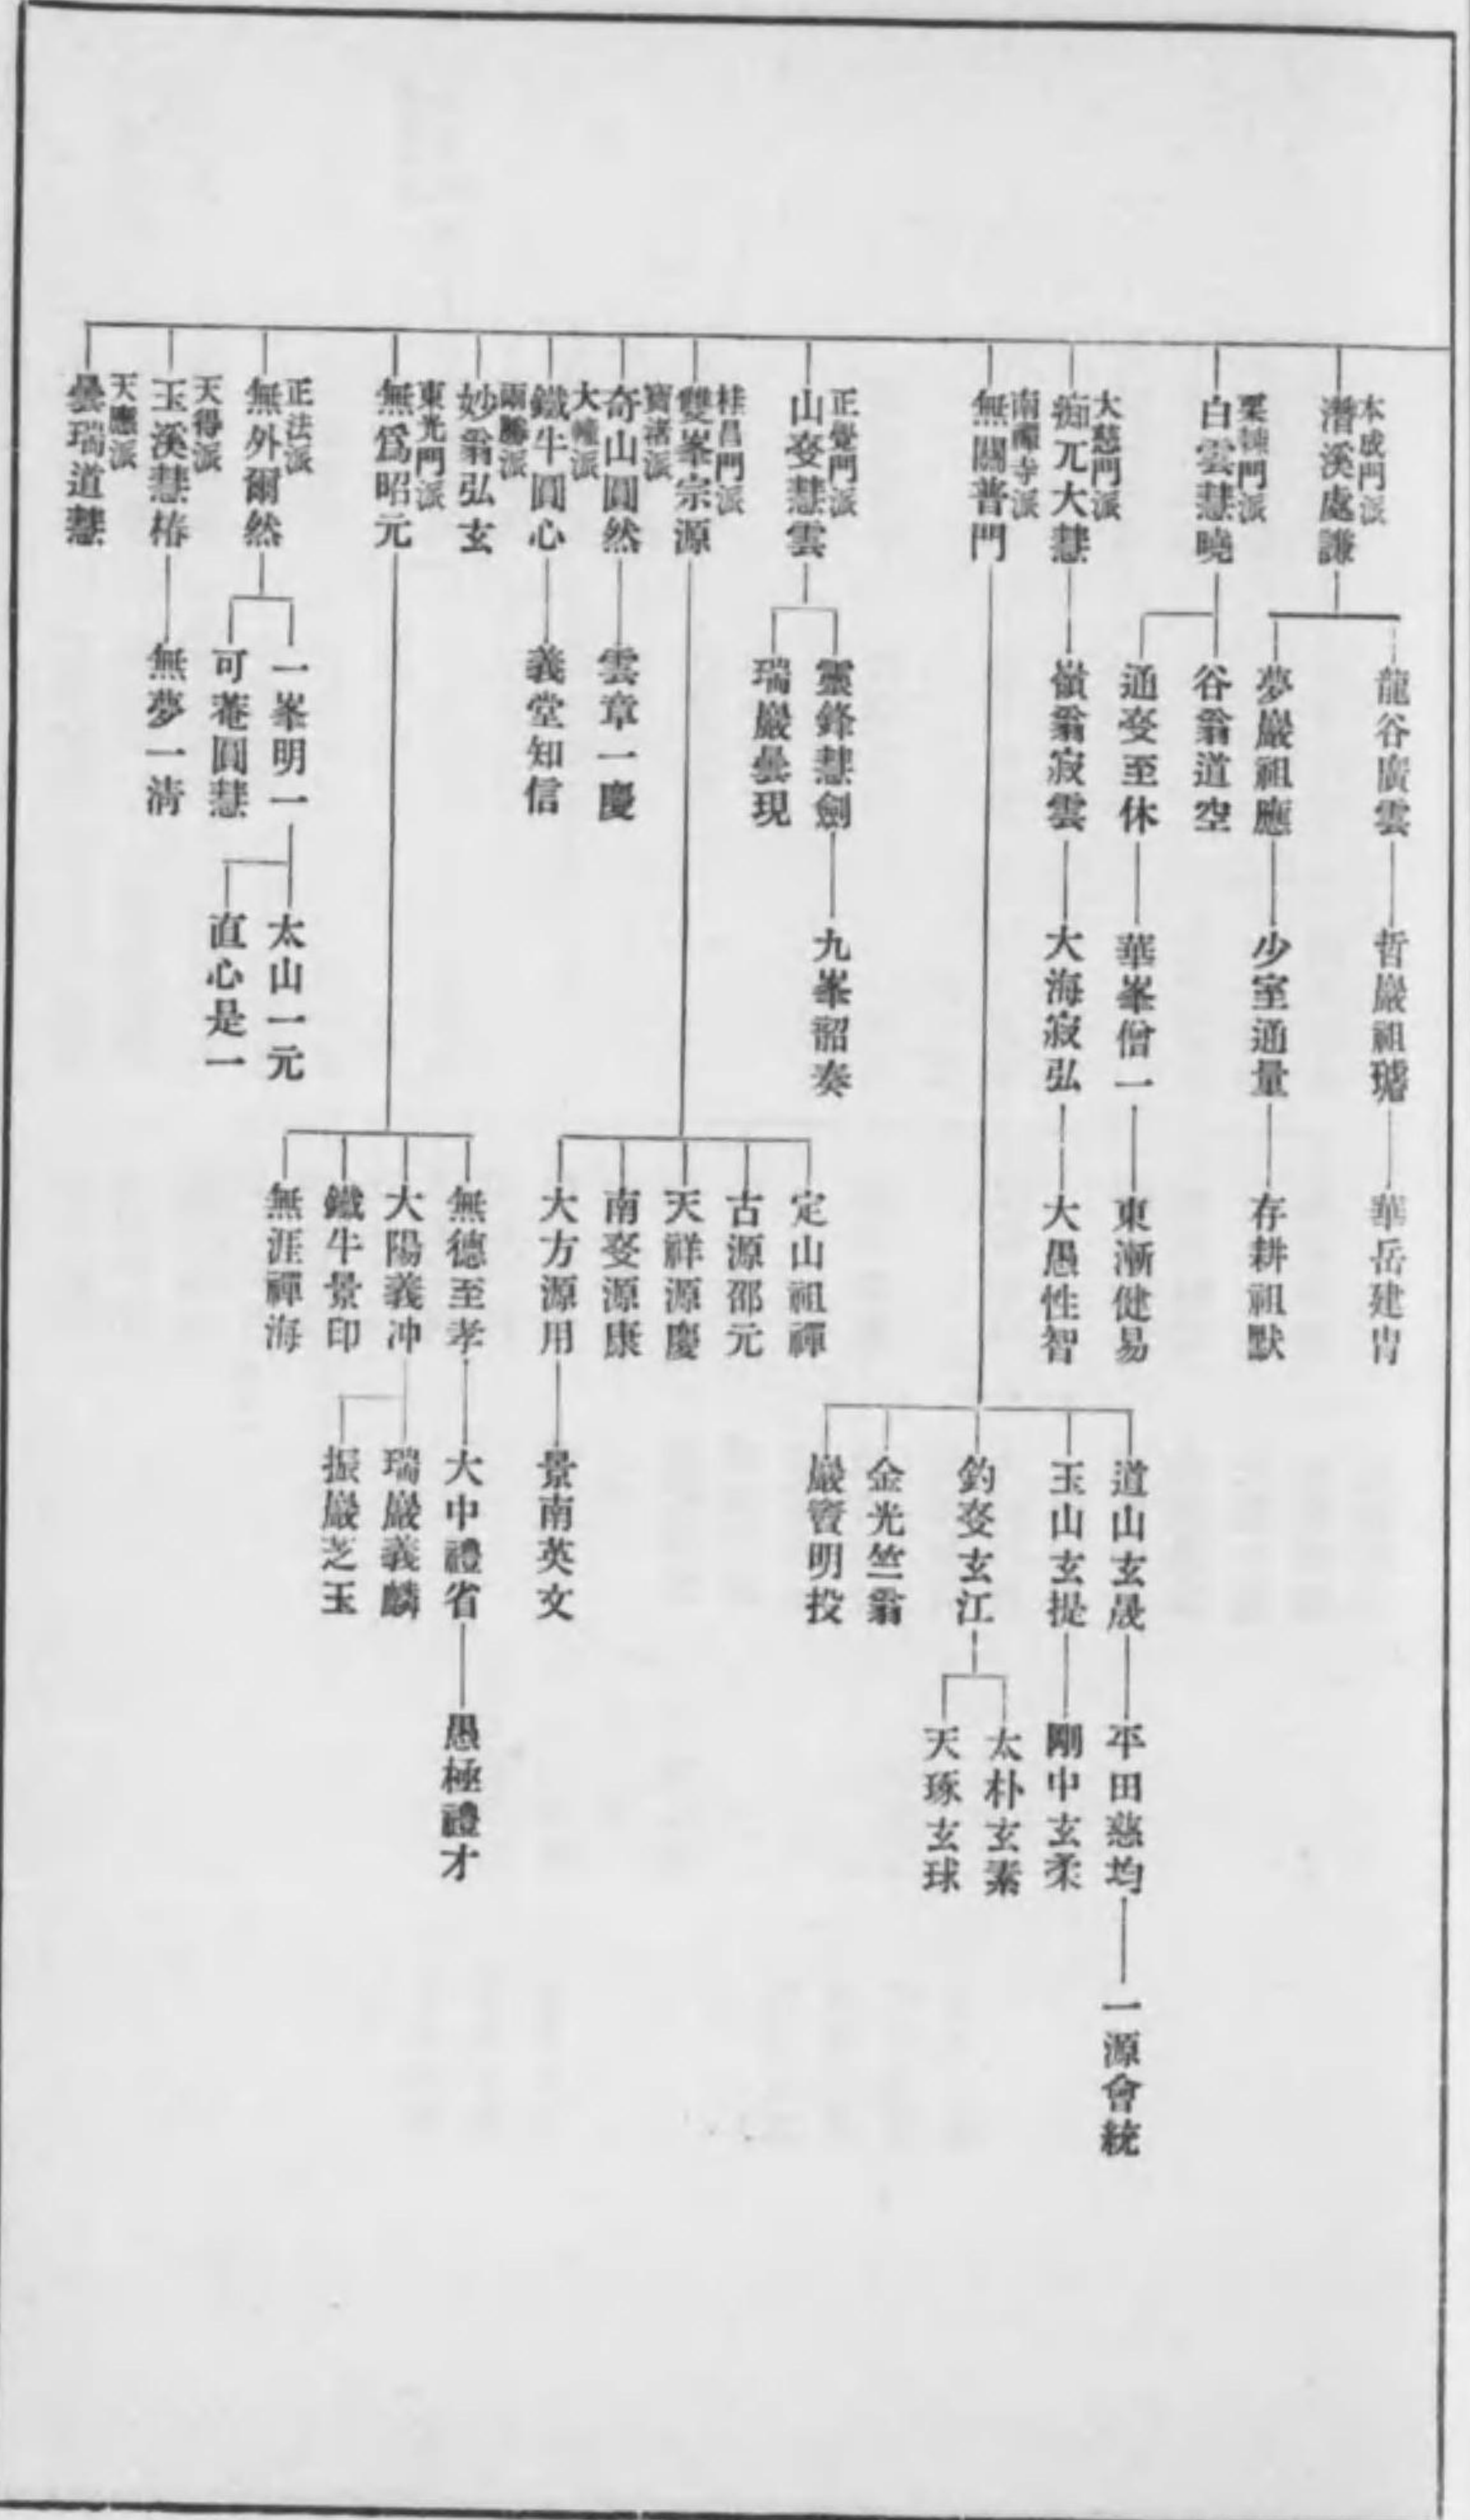 本成門派
潛溪處謙
龍谷廣雲
哲巖祖璿
華岳建冑
夢巖祖應
少室通量
存耕祖默
栗棘門派
白雲慧曉
谷翁道空
通叟至休
華峯僧一
東漸健易
大慈門派
痴兀大慧
嶺翁寂雲
大海寂弘
大愚性智
南禪寺派
無關普門
道山玄晟
平田慈均
一源會統
玉山玄提
剛中玄柔
釣叟玄江
太朴玄素
天琢玄球
金光竺翁
巖竇明投
正覺門派
山叟慧雲
靈鋒慧劍
九峯韶奏
瑞巖曇現
桂昌門派
雙峯宗源
定山祖禪
古源邵元
天祥源慶
南叟源康
大方源用
景南英文
寶渚派
奇山圓然
雲章一慶
大幢派
鐵牛圓心
義堂知信
兩勝派
妙翁弘玄
東光門派
無爲昭元
無德至孝
大中禮省
愚極禮才
大陽義冲
瑞巖義麟
振巖芝玉
鐵牛景印
無涯禪海
正法派
無外爾然
一峯明一
太山一元
直心是一
可菴圓慧
天得派
玉溪慧椿
無夢一清
天應派
曇瑞道慧